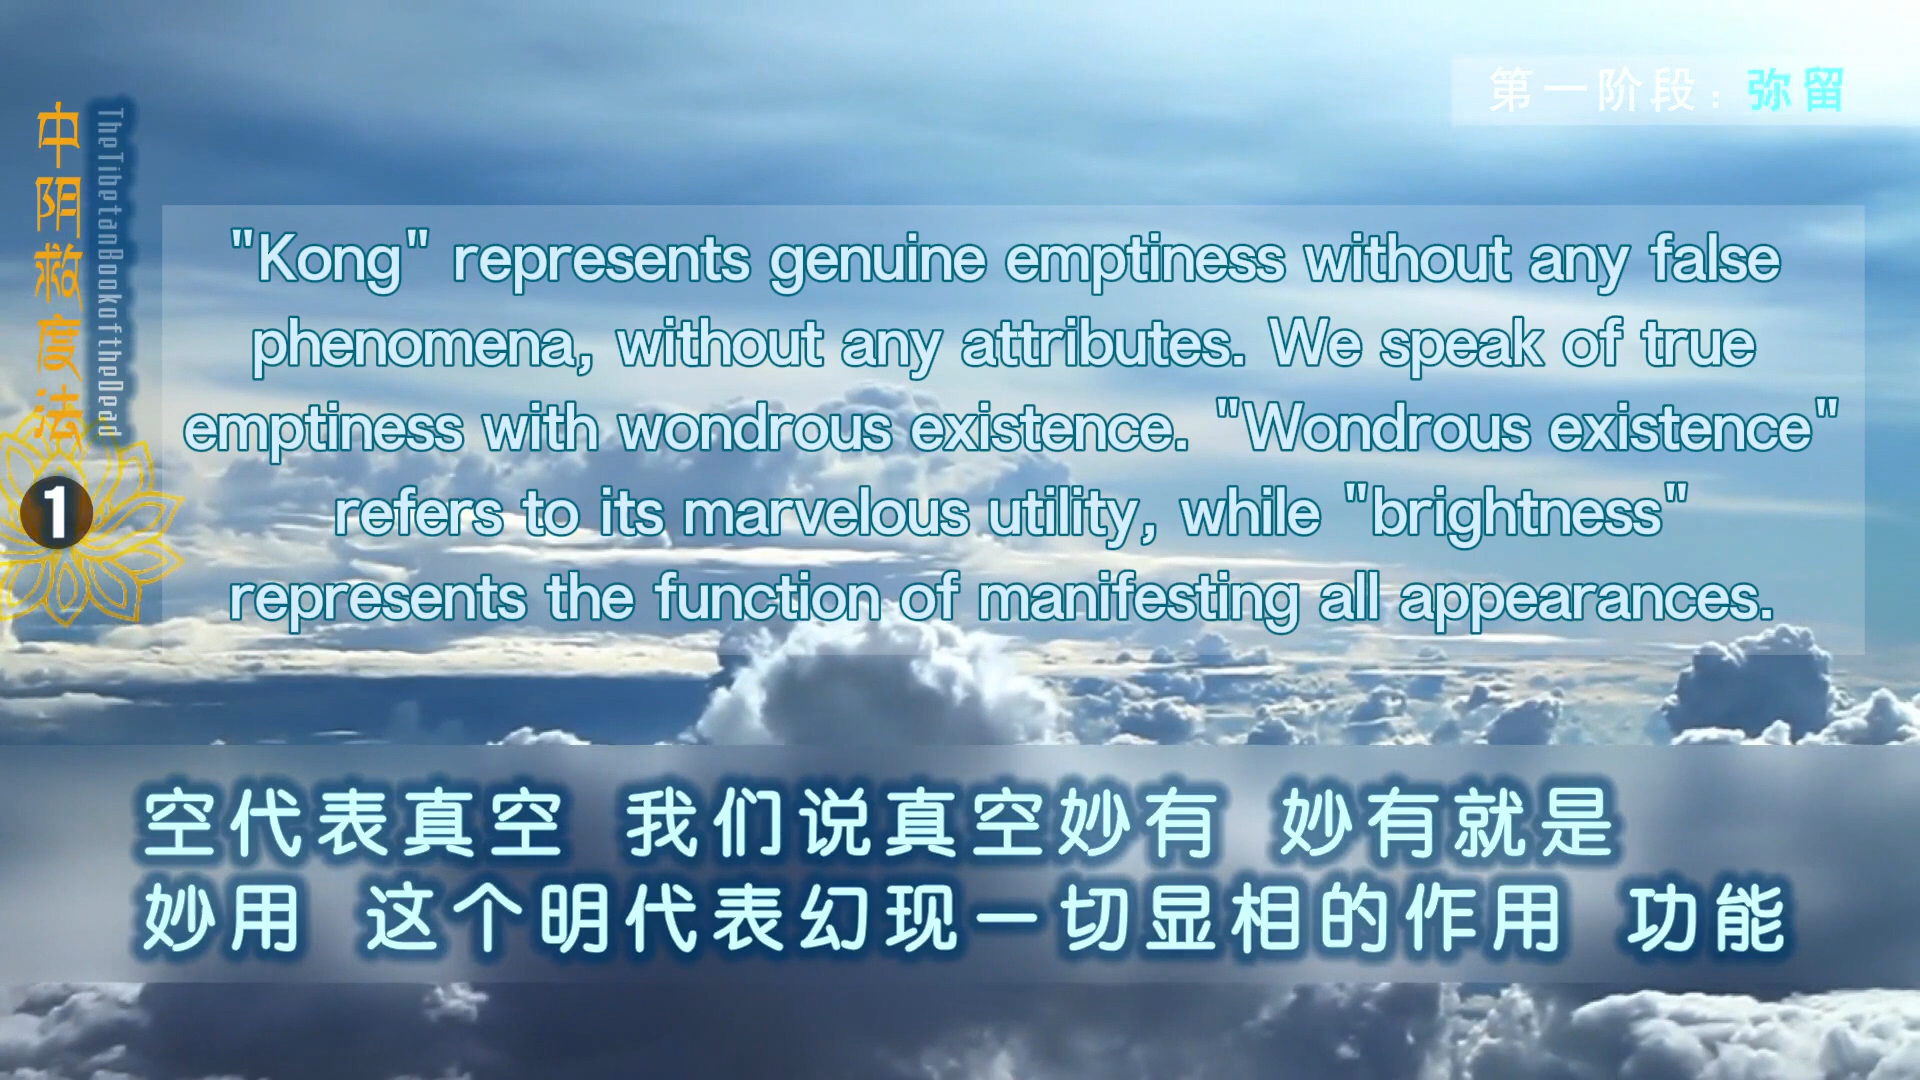 第一阶段：弥留
中阴救度法
TheTibetanBookoftheDead
1
"Kong" represents genuine emptiness without any false
phenomena, without any attributes. We speak of true
emptiness with wondrous existence. "Wondrous existence"
refers to its marvelous utility, while "brightness"
represents the function of manifesting all appearances.
空代表真空 我们说真空妙有 妙有就是
妙用 这个明代表幻现一切显相的作用 功能